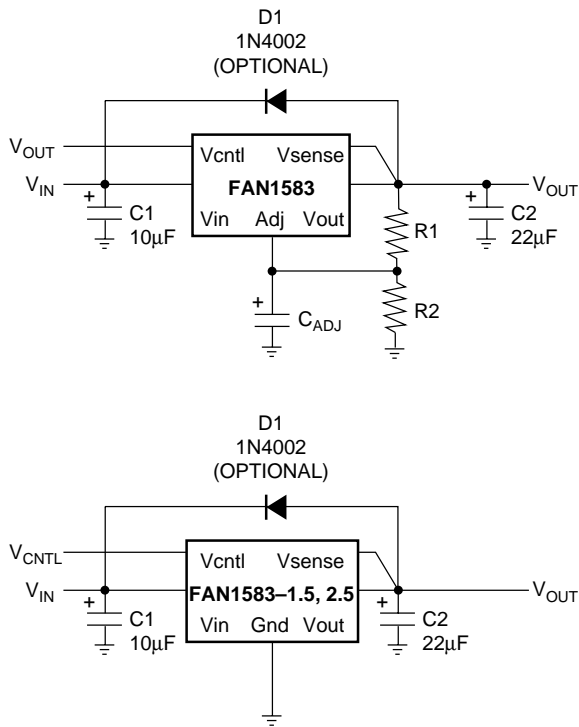 D1
1N4002
(OPTIONAL)
VOUT
Vcntl Vsense
VIN
FAN1583
VOUT
+
C1
10µF
Vin Adj Vout
+
C2
22µF
R1
+
CADJ
R2
D1
1N4002
(OPTIONAL)
VCNTL
Vcntl Vsense
VIN
FAN1583–1.5, 2.5
VOUT
+
C1
10µF
Vin Gnd Vout
+
C2
22µF